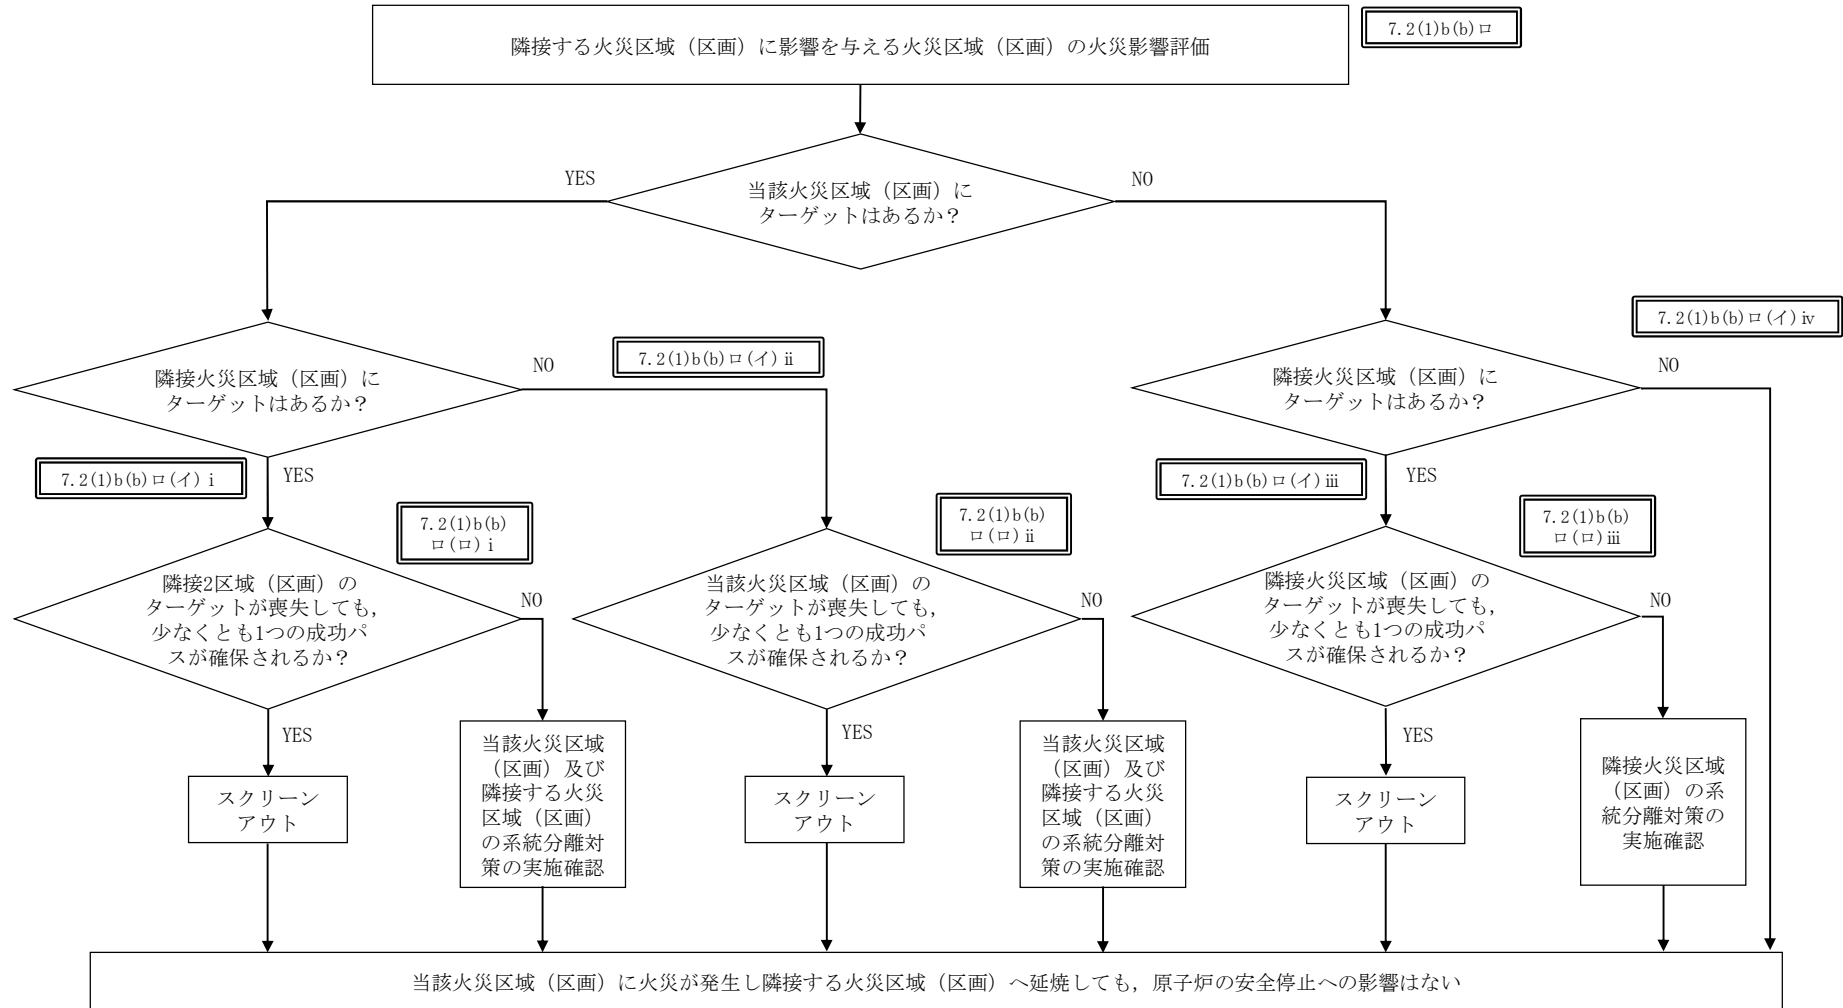 隣接する火災区域（区画）に影響を与える火災区域（区画）の火災影響評価
7.2(1)b(b)ロ
YES
当該火災区域（区画）に
ターゲットはあるか？
NO
隣接火災区域（区画）に
ターゲットはあるか？
NO
7.2(1)b(b)ロ(イ)ⅱ
隣接火災区域（区画）に
ターゲットはあるか？
7.2(1)b(b)ロ(イ)ⅳ
NO
7.2(1)b(b)ロ(イ)ⅰ
YES
7.2(1)b(b)ロ(イ)ⅲ
YES
7.2(1)b(b)
ロ(ロ)ⅰ
7.2(1)b(b)
ロ(ロ)ⅱ
7.2(1)b(b)
ロ(ロ)ⅲ
隣接2区域（区画）の
ターゲットが喪失しても，
少なくとも1つの成功パ
スが確保されるか？
NO
当該火災区域（区画）の
ターゲットが喪失しても，
少なくとも1つの成功パ
スが確保されるか？
NO
隣接火災区域（区画）の
ターゲットが喪失しても，
少なくとも1つの成功パ
スが確保されるか？
NO
YES
YES
YES
スクリーン
アウト
当該火災区域
（区画）及び
隣接する火災
区域（区画）
の系統分離対
策の実施確認
スクリーン
アウト
当該火災区域
（区画）及び
隣接する火災
区域（区画）
の系統分離対
策の実施確認
スクリーン
アウト
隣接火災区域
（区画）の系
統分離対策の
実施確認
当該火災区域（区画）に火災が発生し隣接する火災区域（区画）へ延焼しても，原子炉の安全停止への影響はない